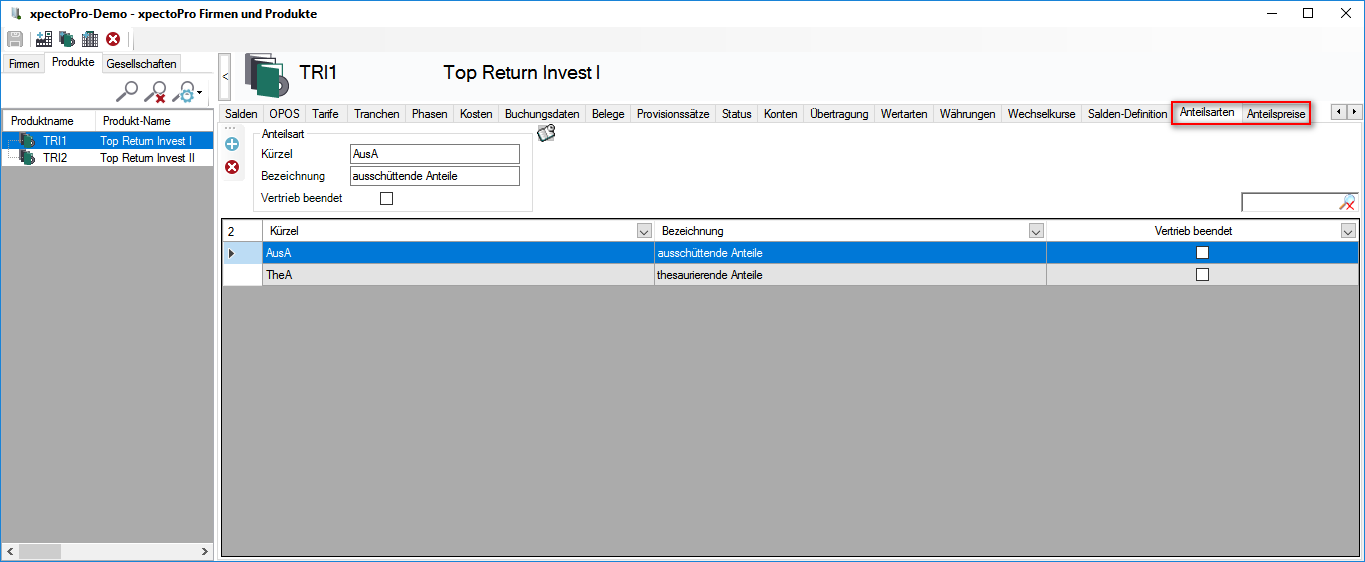 xpectoPro-Demo - xpectoPro Firmen und Produkte
Firmen Produkte Gesellschaften
< TRI1 Top Return Invest I
Produktname Produkt-Name
TRI1 Top Return Invest I
TRI2 Top Return Invest II
Salden OPOS Tarife Tranchen Phasen Kosten Buchungsdaten Belege Provisionssätze Status Konten Übertragung Wertarten Währungen Wechselkurse Salden-Definition Anteilsarten Anteilspreise
Anteilsart
Kürzel AusA
Bezeichnung ausschüttende Anteile
Vertrieb beendet
2 Kürzel Bezeichnung Vertrieb beendet
AusA ausschüttende Anteile
TheA thesaurierende Anteile